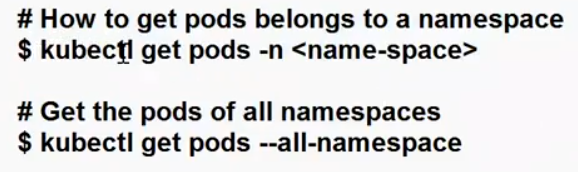 # How to get pods belongs to a namespace
$ kubectl get pods -n <name-space>
# Get the pods of all namespaces
$ kubectl get pods --all-namespace